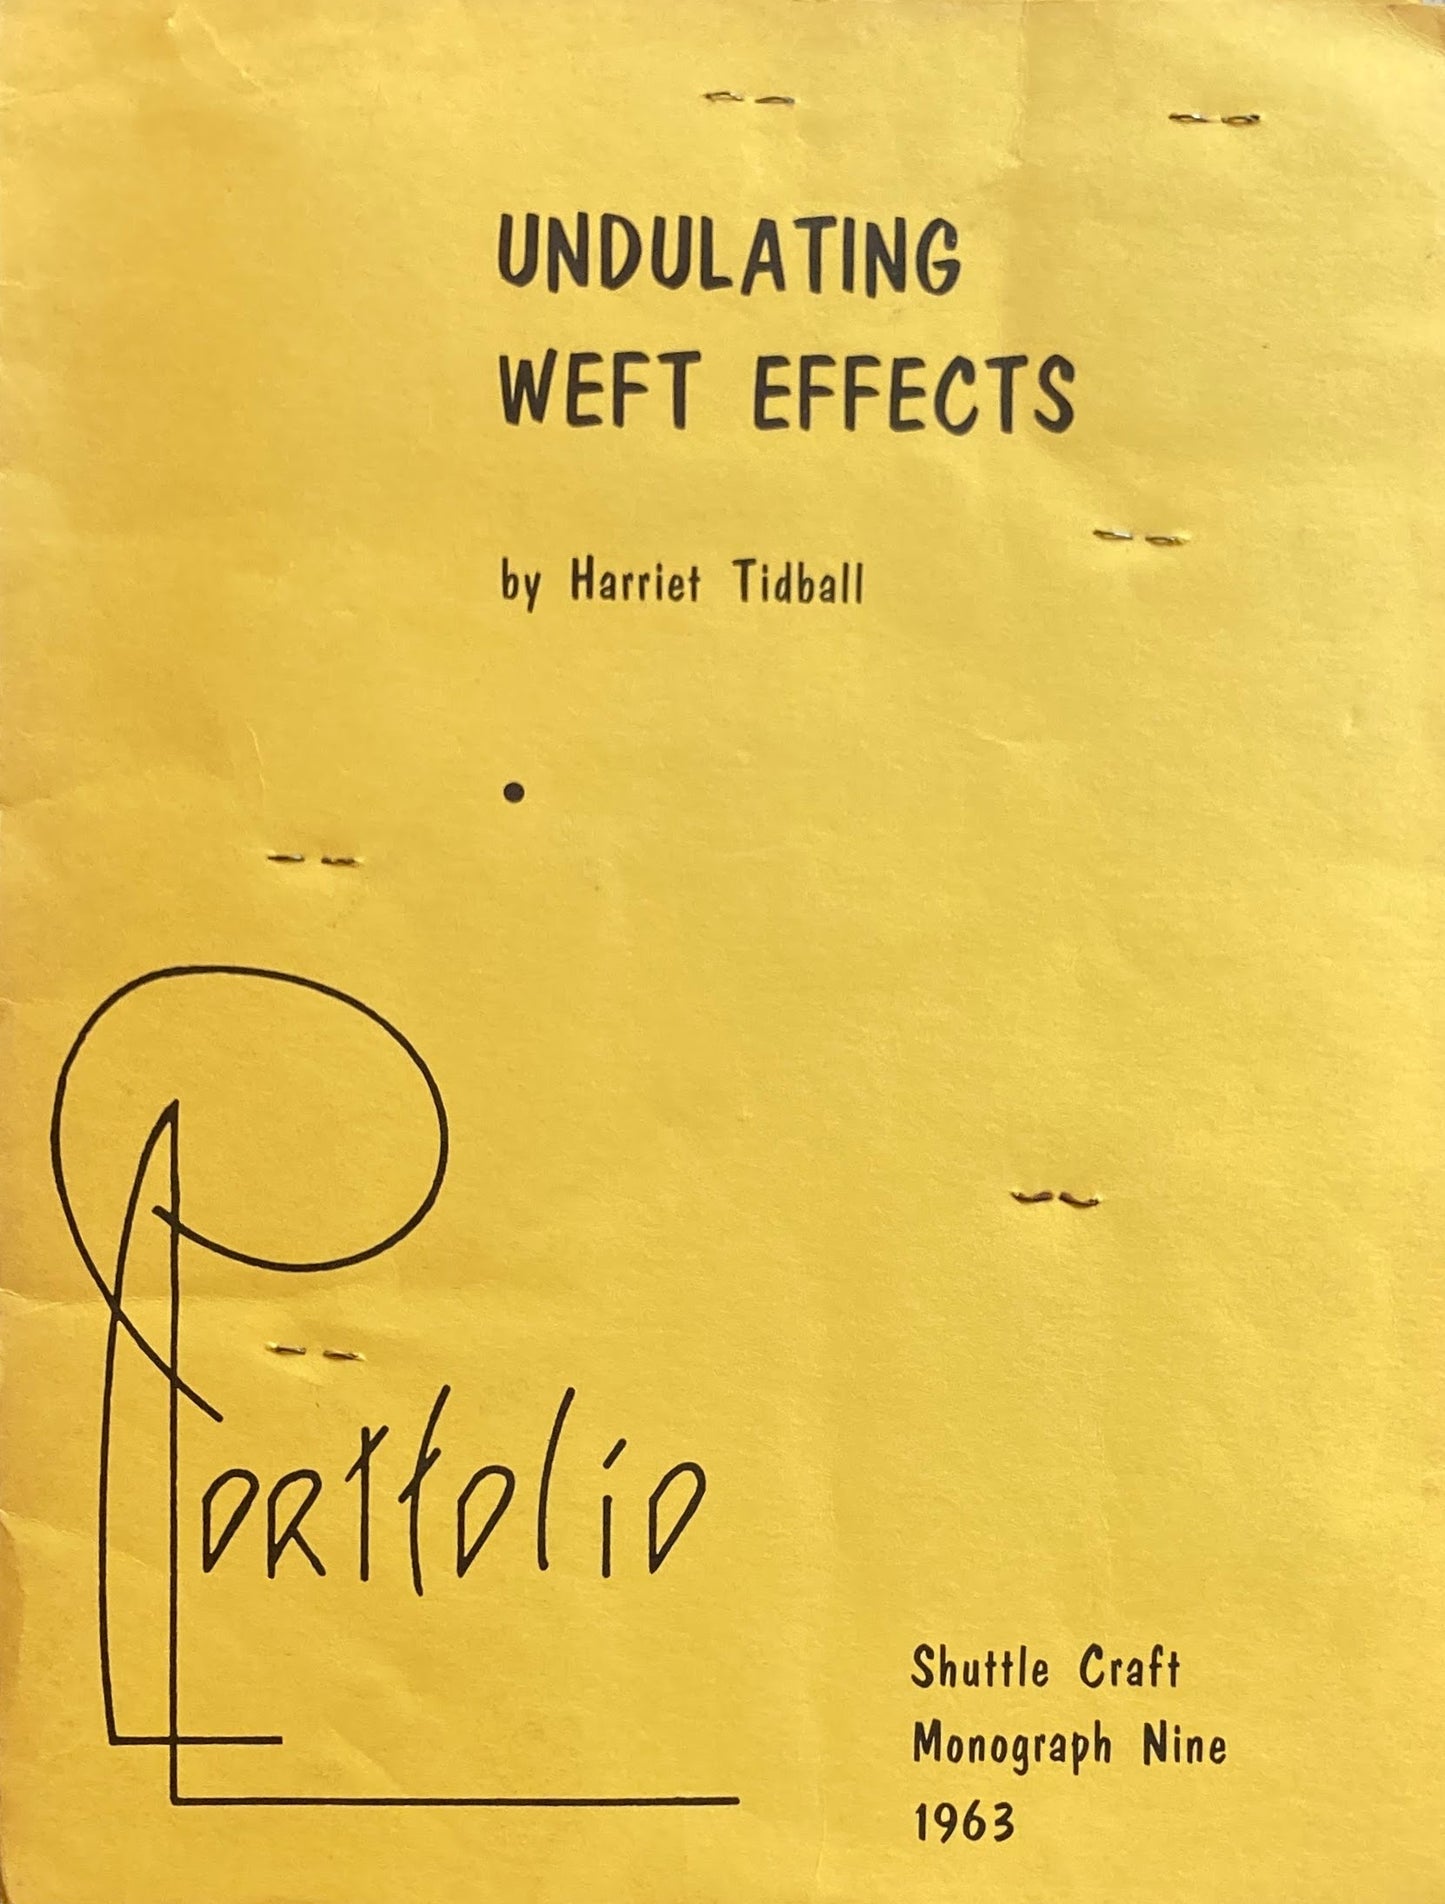 UNDULATING
WEFT EFFECTS
by Harriet Tidball
Portfolio
Shuttle Craft
Monograph Nine
1963